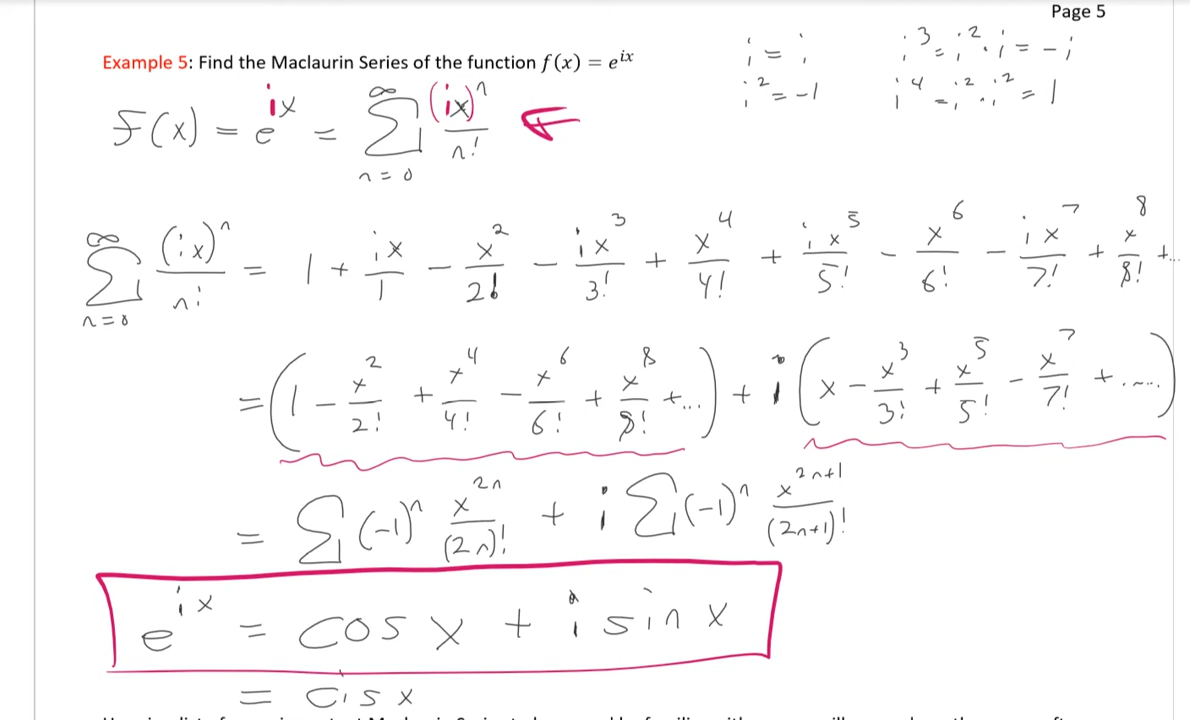 Page 5
Example 5: Find the Maclaurin Series of the function f(x) = e^{ix}
i = i    i^3 = i^2 · i = -i
i^2 = -1    i^4 = i^2 · i^2 = 1
F(x) = e^{ix} = ∑_{n=0}^{∞} (ix)^n / n! ⇐
∑_{n=0}^{∞} (ix)^n / n! = 1 + ix/1 - x^2/2! - ix^3/3! + x^4/4! + ix^5/5! - x^6/6! - ix^7/7! + x^8/8! + ...
= (1 - x^2/2! + x^4/4! - x^6/6! + x^8/8! + ...) + i (x - x^3/3! + x^5/5! - x^7/7! + .....)
= ∑ (-1)^n x^{2n} / (2n)! + i ∑ (-1)^n x^{2n+1} / (2n+1)!
e^{ix} = cos x + i sin x
= cis x